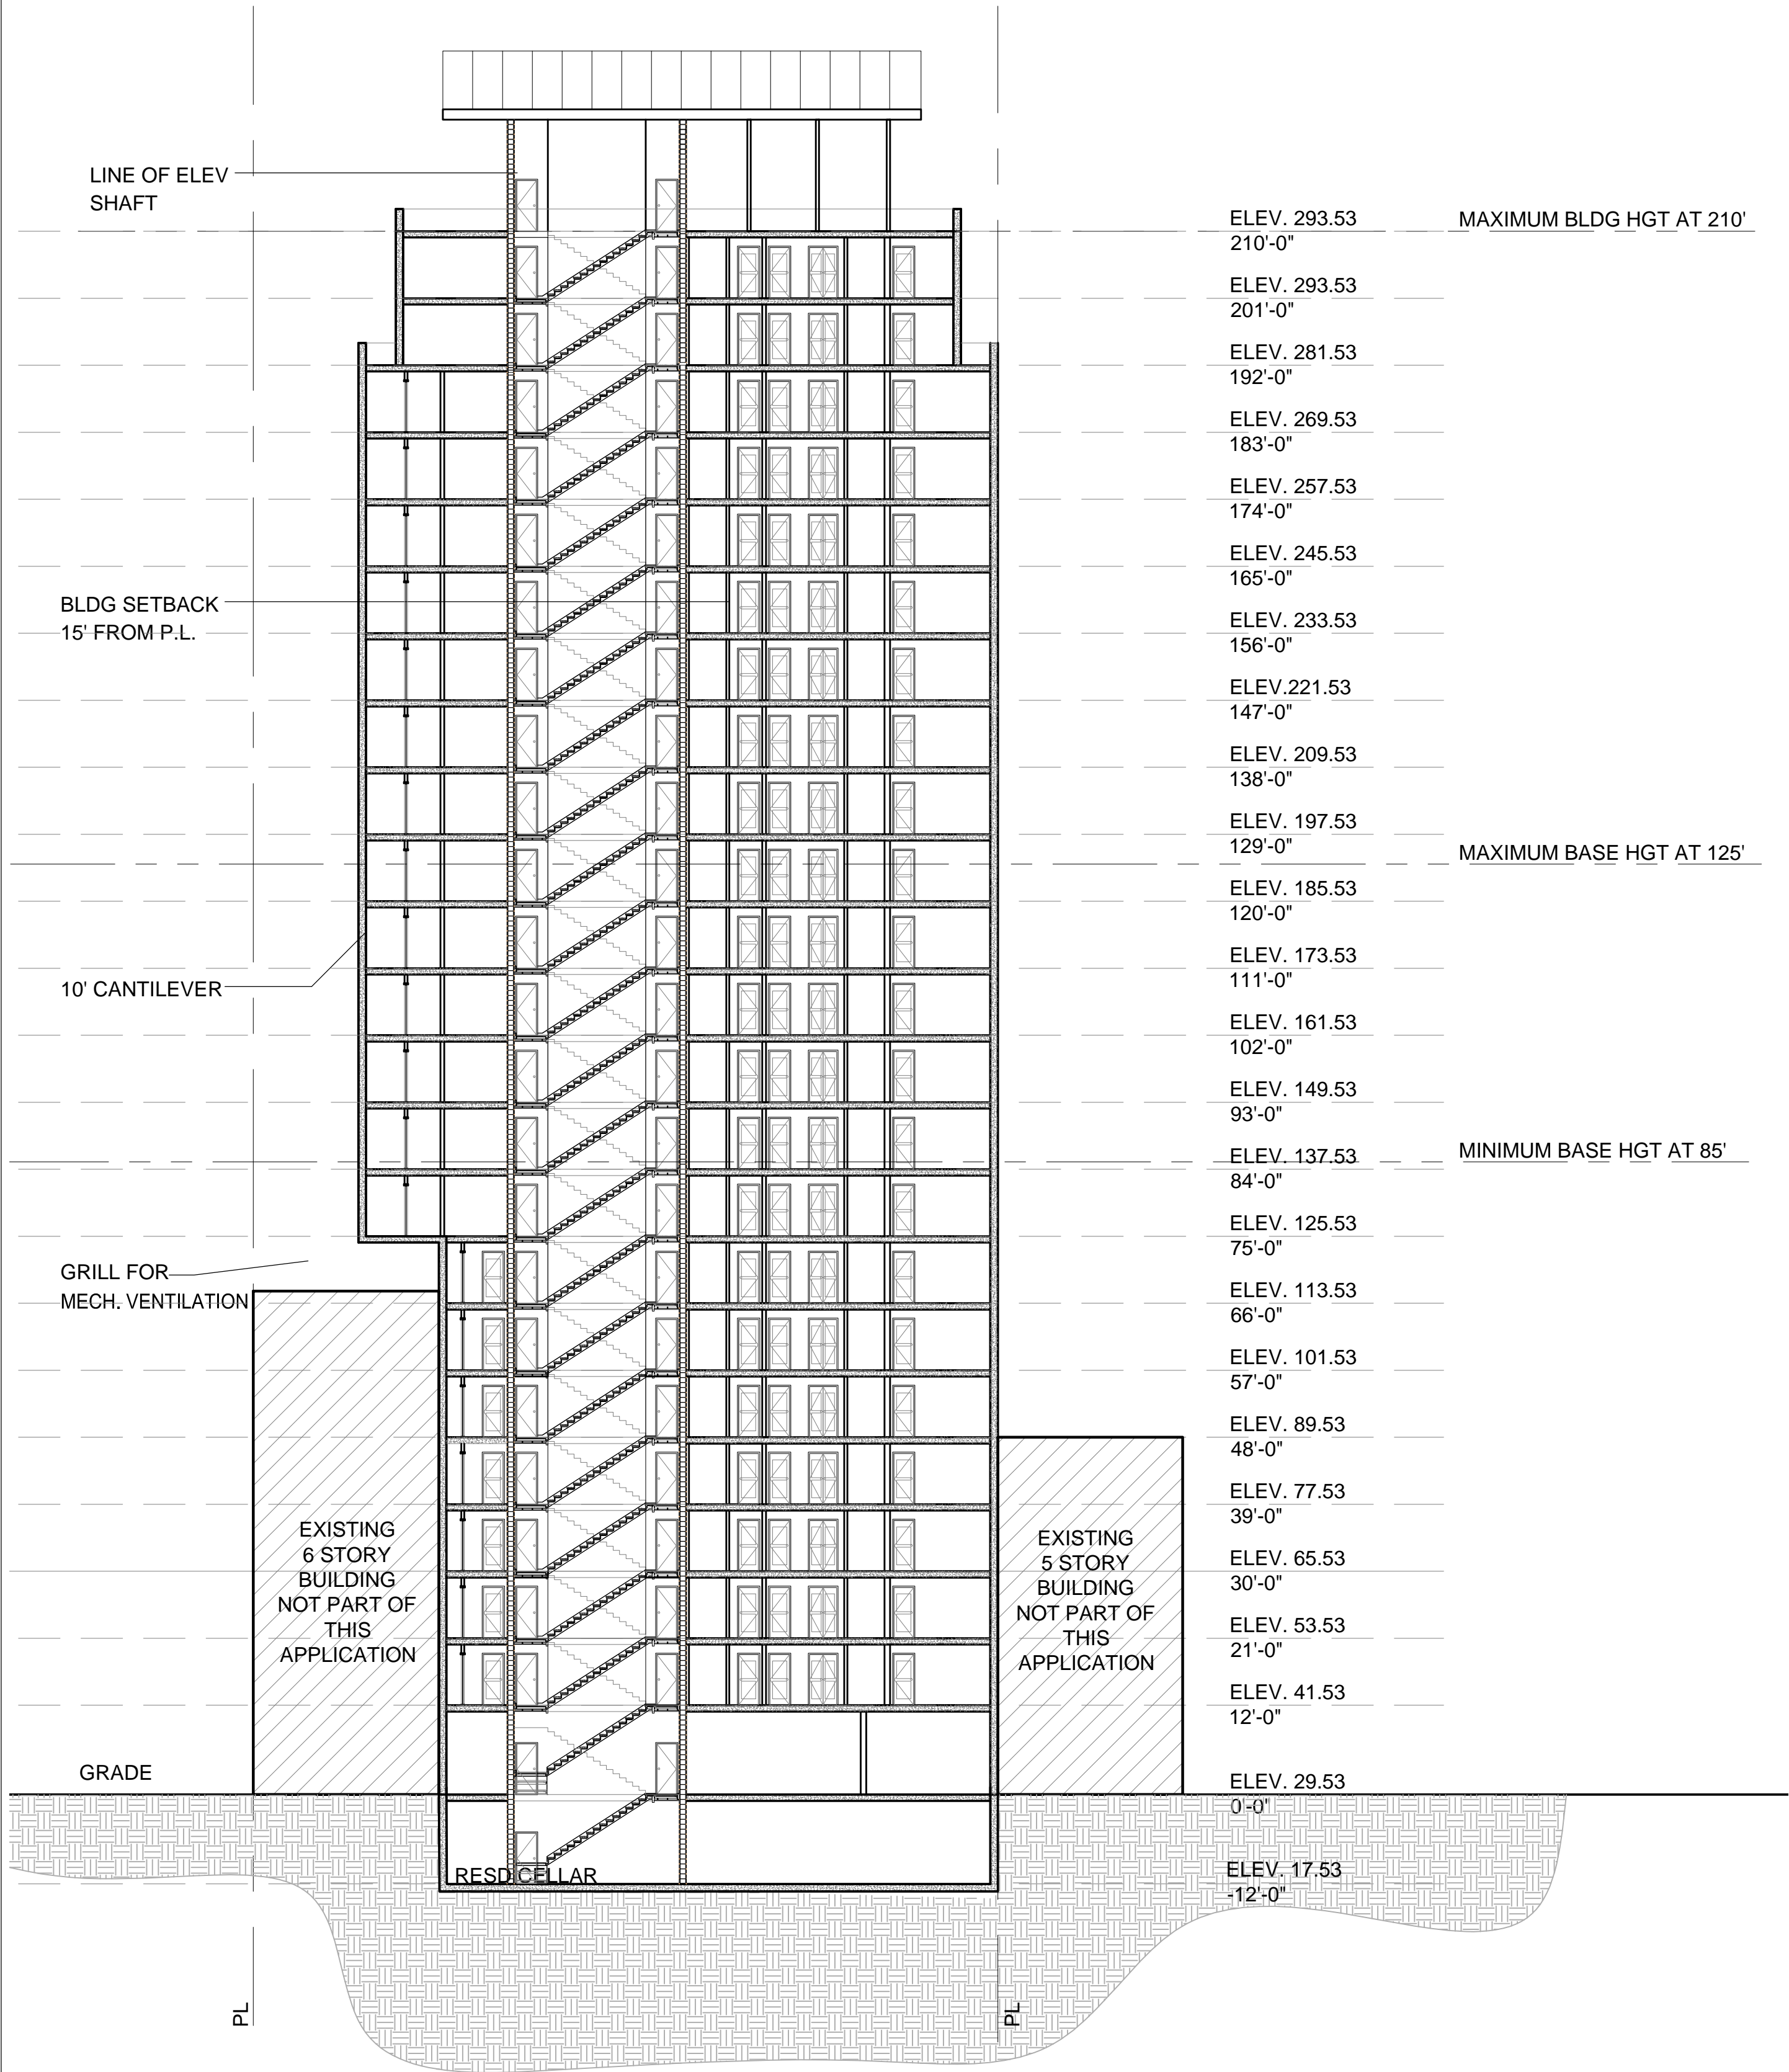 LINE OF ELEV
SHAFT
ELEV. 293.53
210'-0"
MAXIMUM BLDG HGT AT 210'
ELEV. 293.53
201'-0"
ELEV. 281.53
192'-0"
ELEV. 269.53
183'-0"
ELEV. 257.53
174'-0"
ELEV. 245.53
165'-0"
BLDG SETBACK
15' FROM P.L.
ELEV. 233.53
156'-0"
ELEV.221.53
147'-0"
ELEV. 209.53
138'-0"
ELEV. 197.53
129'-0"
MAXIMUM BASE HGT AT 125'
ELEV. 185.53
120'-0"
ELEV. 173.53
111'-0"
10' CANTILEVER
ELEV. 161.53
102'-0"
ELEV. 149.53
93'-0"
ELEV. 137.53
84'-0"
MINIMUM BASE HGT AT 85'
ELEV. 125.53
75'-0"
GRILL FOR
MECH. VENTILATION
ELEV. 113.53
66'-0"
ELEV. 101.53
57'-0"
ELEV. 89.53
48'-0"
ELEV. 77.53
39'-0"
EXISTING
6 STORY
BUILDING
NOT PART OF
THIS
APPLICATION
EXISTING
5 STORY
BUILDING
NOT PART OF
THIS
APPLICATION
ELEV. 65.53
30'-0"
ELEV. 53.53
21'-0"
ELEV. 41.53
12'-0"
GRADE
ELEV. 29.53
0'-0"
RESD CELLAR
ELEV. 17.53
-12'-0"
PL
PL